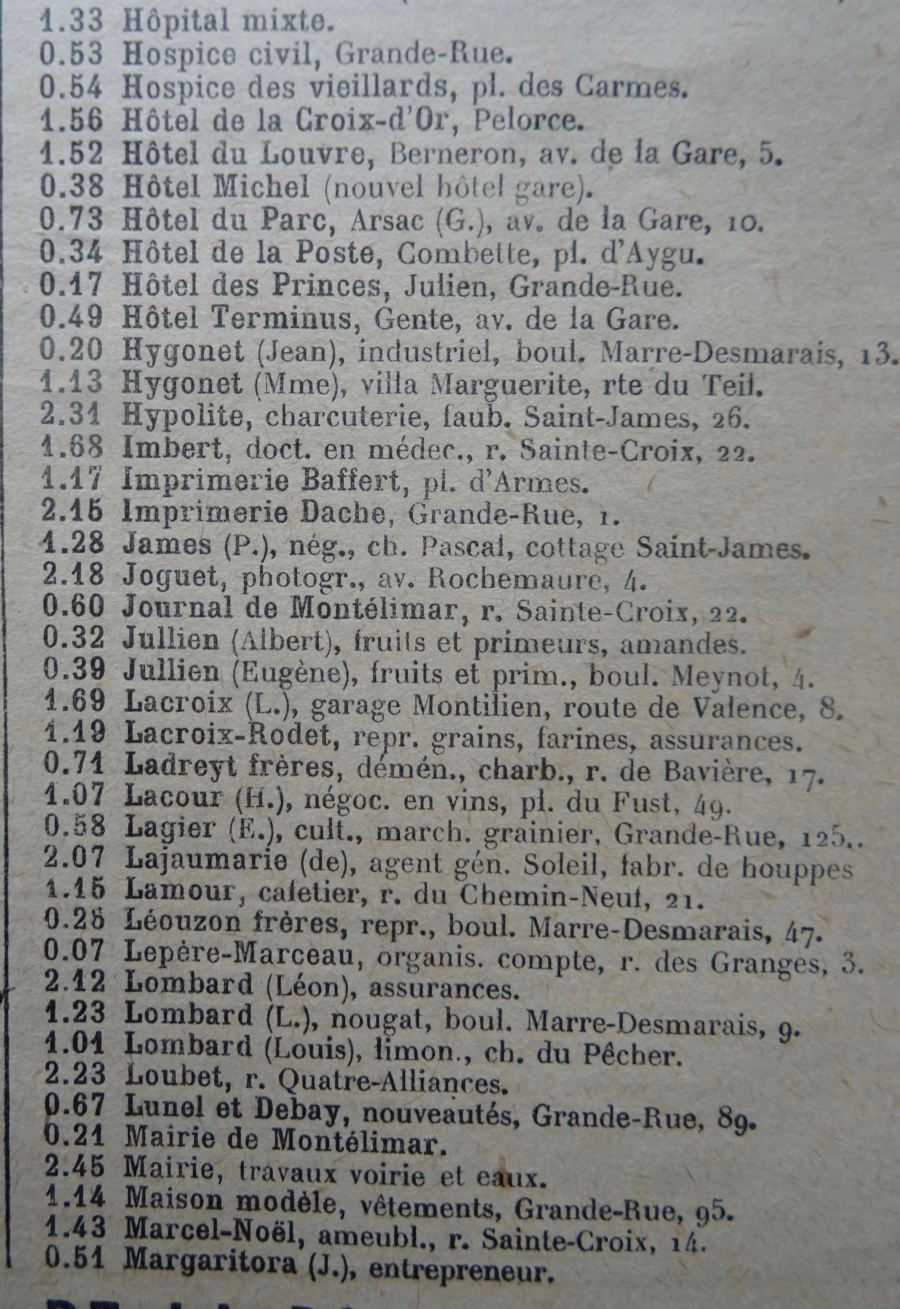 1.33 Hôpital mixte.
0.53 Hospice civil, Grande-Rue.
0.54 Hospice des vieillards, pl. des Carmes.
1.56 Hôtel de la Croix-d'Or, Pelorce.
1.52 Hôtel du Louvre, Berneron, av. de la Gare, 5.
0.38 Hôtel Michel (nouvel hôtel gare).
0.73 Hôtel du Parc, Arsac (G.), av. de la Gare, 10.
0.34 Hôtel de la Poste, Combette, pl. d'Aygu.
0.17 Hôtel des Princes, Julien, Grande-Rue.
0.49 Hôtel Terminus, Gente, av. de la Gare.
0.20 Hygonet (Jean), industriel, boul. Marre-Desmarais, 13.
1.13 Hygonet (Mme), villa Marguerite, rte du Teil.
2.31 Hypolite, charcuterie, faub. Saint-James, 26.
1.68 Imbert, doct. en médec., r. Sainte-Croix, 22.
1.17 Imprimerie Baffert, pl. d'Armes.
2.15 Imprimerie Dache, Grande-Rue, 1.
1.28 James (P.), nég., ch. Pascal, cottage Saint-James.
2.18 Joguet, photogr., av. Rochemaure, 4.
0.60 Journal de Montélimar, r. Sainte-Croix, 22.
0.32 Jullien (Albert), fruits et primeurs, amandes.
0.39 Jullien (Eugène), fruits et prim., boul. Meynot, 4.
1.69 Lacroix (L.), garage Montilien, route de Valence, 8.
1.19 Lacroix-Rodet, repr. grains, farines, assurances.
0.71 Ladreyt frères, démén., charb., r. de Bavière, 17.
1.07 Lacour (H.), négoc. en vins, pl. du Fust, 49.
0.58 Lagier (E.), cult., march. grainier, Grande-Rue, 125..
2.07 Lajaumarie (de), agent gén. Soleil, fabr. de houppes
1.15 Lamour, cafetier, r. du Chemin-Neuf, 21.
0.28 Léouzon frères, repr., boul. Marre-Desmarais, 47.
0.07 Lepère-Marceau, organis. compte, r. des Granges, 3.
2.12 Lombard (Léon), assurances.
1.23 Lombard (L.), nougat, boul. Marre-Desmarais, 9.
1.01 Lombard (Louis), limon., ch. du Pêcher.
2.23 Loubet, r. Quatre-Alliances.
0.67 Lunel et Debay, nouveautés, Grande-Rue, 89.
0.21 Mairie de Montélimar.
2.45 Mairie, travaux voirie et eaux.
1.14 Maison modèle, vêtements, Grande-Rue, 95.
1.43 Marcel-Noël, ameubl., r. Sainte-Croix, 14.
0.51 Margaritora (J.), entrepreneur.